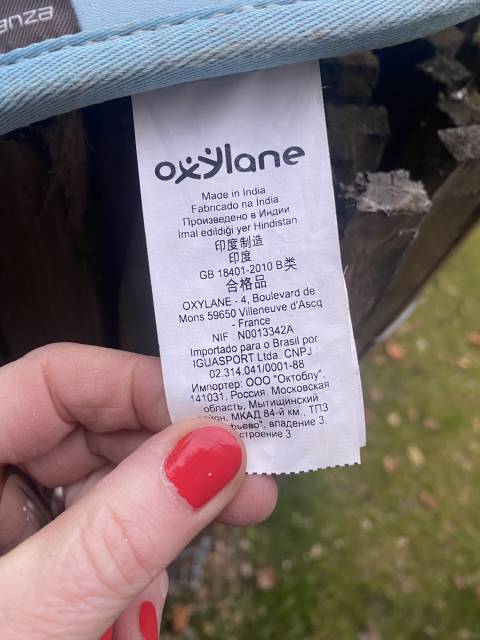 anza
oxylane
Made in India
Fabricado na India
Произведено в Индии
Imal edildiği yer Hindistan
印度制造
印度
GB 18401-2010 B类
合格品
OXYLANE - 4, Boulevard de
Mons 59650 Villeneuve d'Ascq
- France
NIF : N0013342A
Importado para o Brasil por
IGUASPORT Ltda. CNPJ :
02.314.041/0001-88
Импортер: ООО "Октоблу",
141031, Россия, Московская
область, Мытищинский
район, МКАД 84-й км., ТПЗ
владение 3,
строение 3